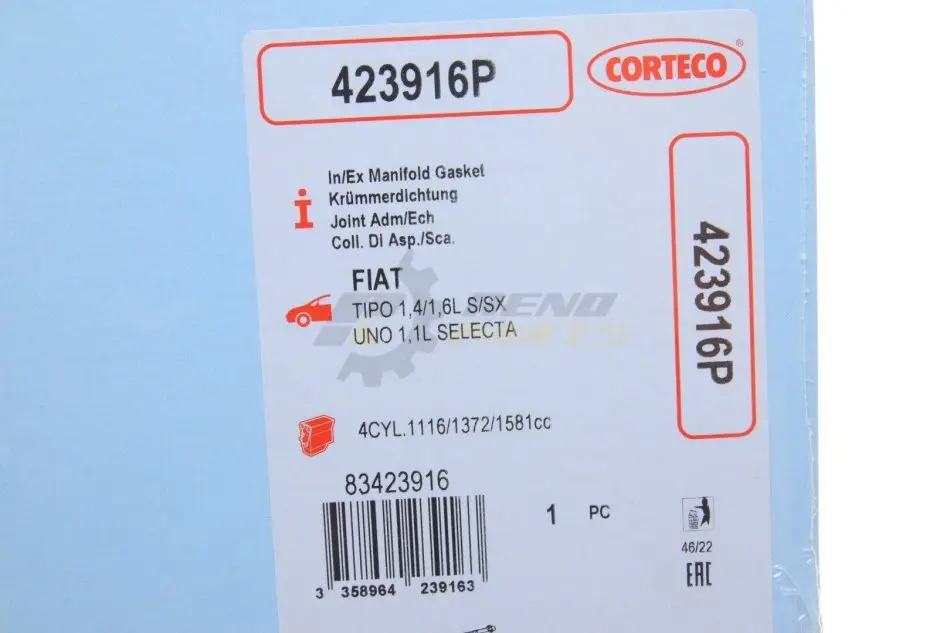 423916P
CORTECO®
In/Ex Manifold Gasket
Krümmerdichtung
Joint Adm/Ech
Coll. Di Asp./Sca.
FIAT
TIPO 1,4/1,6L S/SX
UNO 1,1L SELECTA
4CYL.1116/1372/1581cc
83423916
3 358964 239163
1 PC
46/22
EAC
423916P